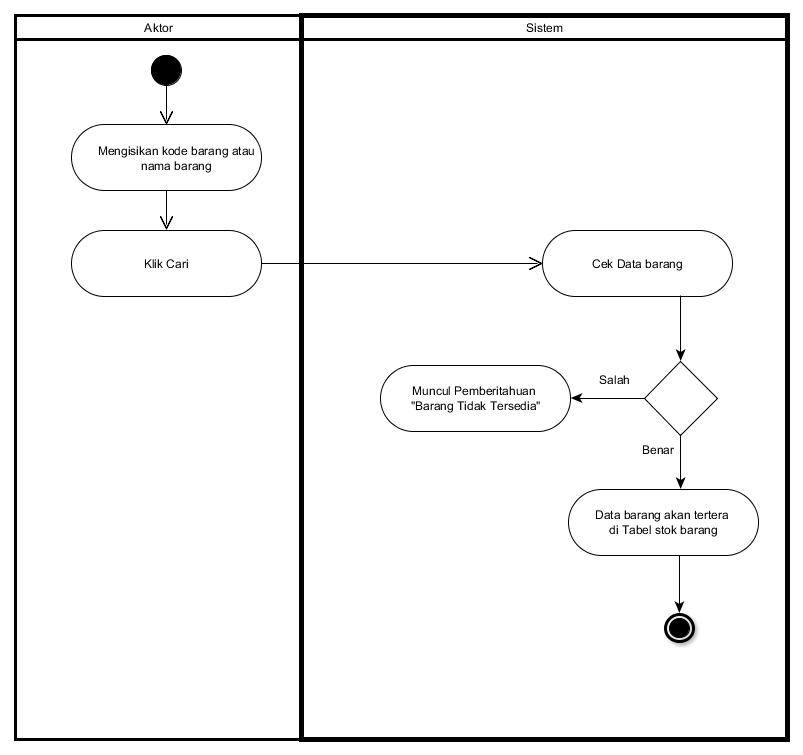 Aktor
Sistem
Mengisikan kode barang atau
nama barang
Klik Cari
Cek Data barang
Salah
Muncul Pemberitahuan
"Barang Tidak Tersedia"
Benar
Data barang akan tertera
di Tabel stok barang